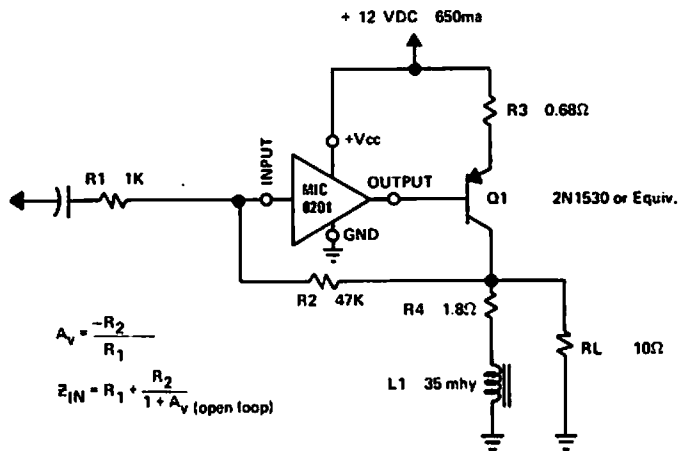 + 12 VDC 650ma
R3 0.68Ω
+Vcc
INPUT
R1 1K
MIC
8201
OUTPUT
Q1
2N1530 or Equiv.
GND
R2 47K
R4 1.8Ω
RL 10Ω
L1 35 mhy
A_v = -R_2 / R_1
Z_IN = R_1 + R_2 / 1 + A_v (open loop)